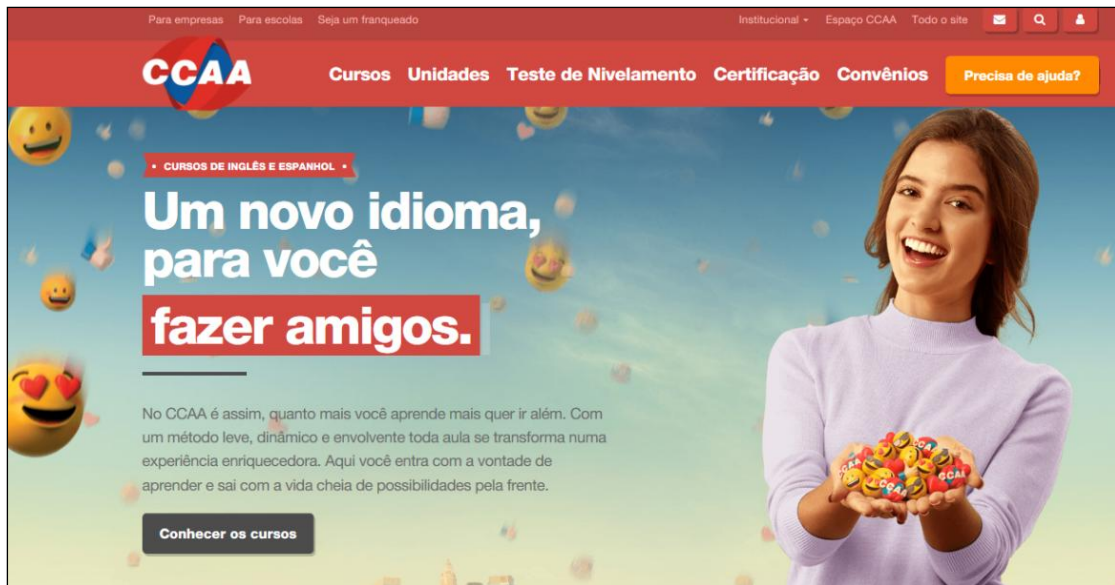 Para empresas Para escolas Seja um franqueado Institucional Espaço CCAA Todo o site
CCAA Cursos Unidades Teste de Nivelamento Certificação Convênios Precisa de ajuda?
• CURSOS DE INGLÊS E ESPANHOL •
Um novo idioma,
para você
fazer amigos.
No CCAA é assim, quanto mais você aprende mais quer ir além. Com
um método leve, dinâmico e envolvente toda aula se transforma numa
experiência enriquecedora. Aqui você entra com a vontade de
aprender e sai com a vida cheia de possibilidades pela frente.
Conhecer os cursos
CCAA
CCAA
CCAA